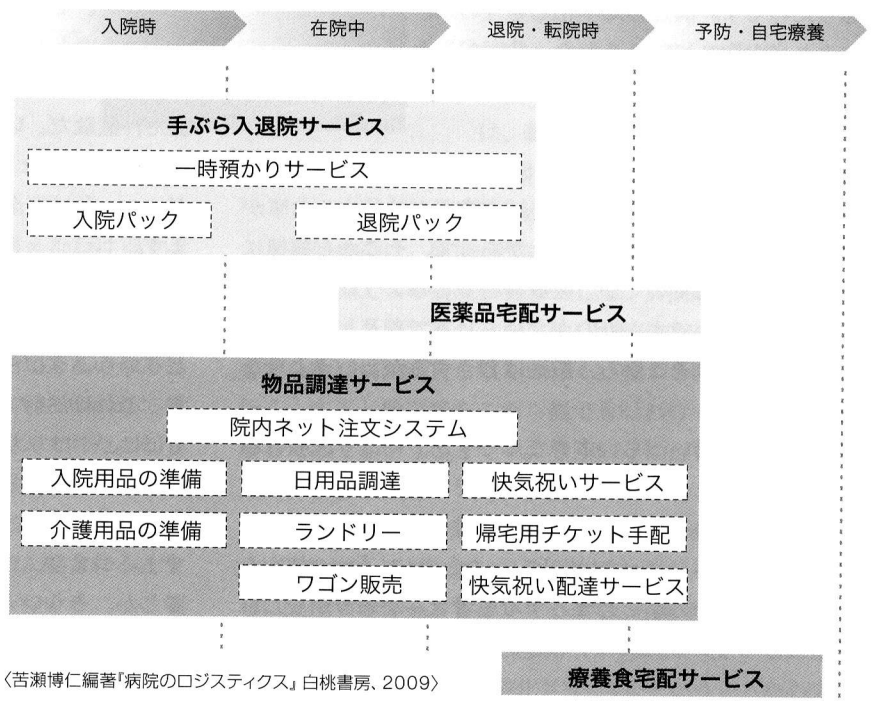 入院時
在院中
退院・転院時
予防・自宅療養
手ぶら入退院サービス
一時預かりサービス
入院パック
退院パック
医薬品宅配サービス
物品調達サービス
院内ネット注文システム
入院用品の準備
日用品調達
快気祝いサービス
介護用品の準備
ランドリー
帰宅用チケット手配
ワゴン販売
快気祝い配達サービス
療養食宅配サービス
〈苦瀬博仁編著『病院のロジスティクス』白桃書房、2009〉